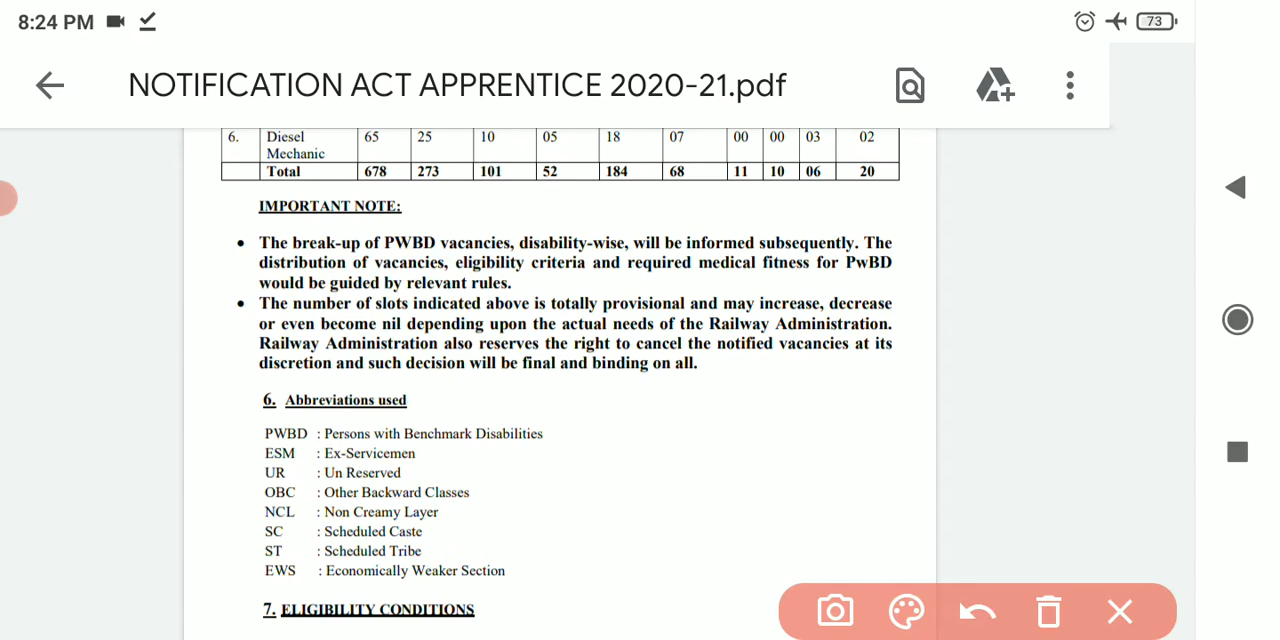 8:24 PM
73
NOTIFICATION ACT APPRENTICE 2020-21.pdf
6. Diesel Mechanic 65 25 10 05 18 07 00 00 03 02
Total 678 273 101 52 184 68 11 10 06 20
IMPORTANT NOTE:
• The break-up of PWBD vacancies, disability-wise, will be informed subsequently. The
distribution of vacancies, eligibility criteria and required medical fitness for PwBD
would be guided by relevant rules.
• The number of slots indicated above is totally provisional and may increase, decrease
or even become nil depending upon the actual needs of the Railway Administration.
Railway Administration also reserves the right to cancel the notified vacancies at its
discretion and such decision will be final and binding on all.
6. Abbreviations used
PWBD : Persons with Benchmark Disabilities
ESM : Ex-Servicemen
UR : Un Reserved
OBC : Other Backward Classes
NCL : Non Creamy Layer
SC : Scheduled Caste
ST : Scheduled Tribe
EWS : Economically Weaker Section
7. ELIGIBILITY CONDITIONS